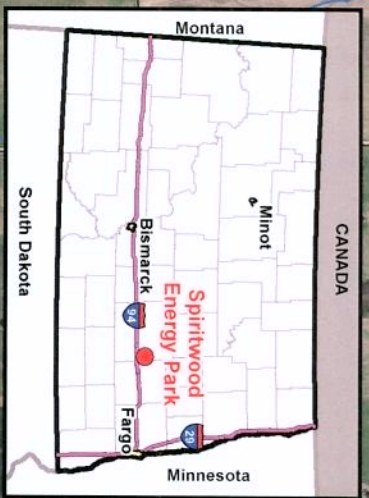 Montana
CANADA
Minot
South Dakota
Bismarck
94
Spiritwood
Energy Park
29
Fargo
Minnesota